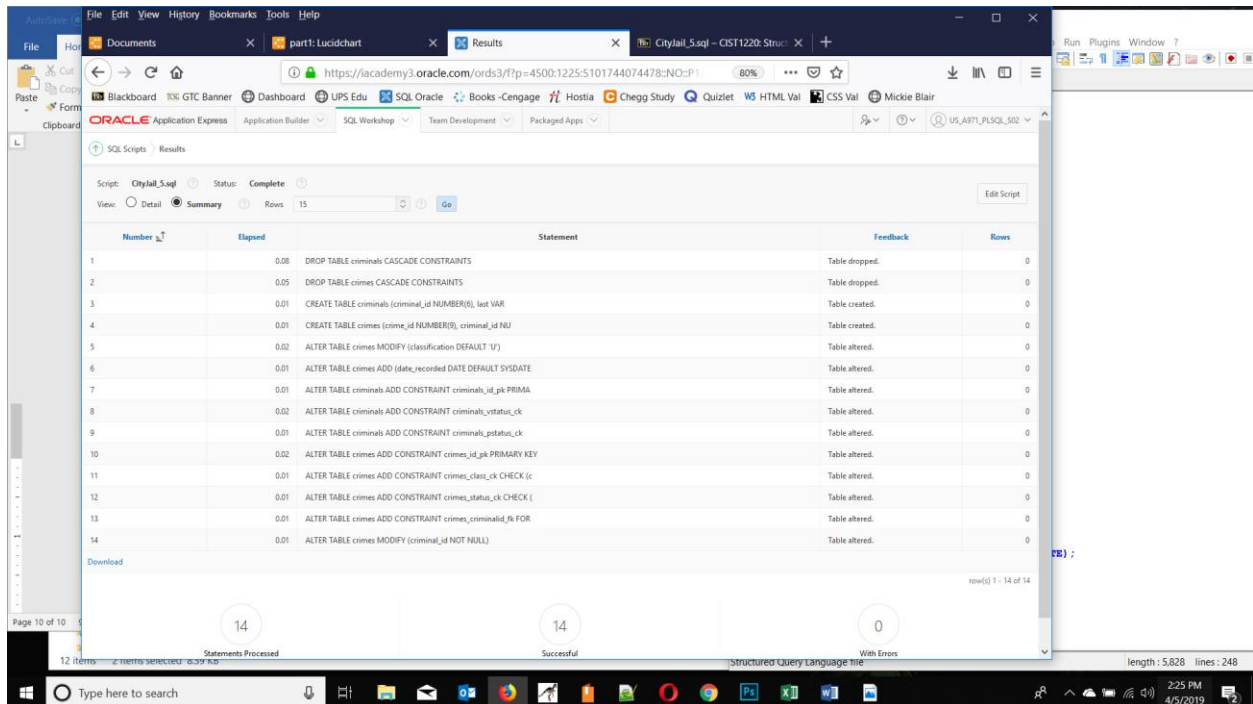 AutoSave
File Edit View History Bookmarks Tools Help
Documents part1: Lucidchart Results CityJail_5.sql – CIST1220: Struct
File Hor
Run Plugins Window ?
Cut
Copy
Paste
Form
Clipboard
https://iacademy3.oracle.com/ords3/f?p=4500:1225:5101744074478::NO::P1 80%
Blackboard GTC Banner Dashboard UPS Edu SQL Oracle Books -Cengage Hostia Chegg Study Quizlet HTML Val CSS Val Mickie Blair
ORACLE Application Express Application Builder SQL Workshop Team Development Packaged Apps US_A971_PLSQL_S02
SQL Scripts Results
Script: CityJail_5.sql Status: Complete
Edit Script
View: Detail Summary Rows 15 Go
Number Elapsed Statement Feedback Rows
1 0.08 DROP TABLE criminals CASCADE CONSTRAINTS Table dropped. 0
2 0.05 DROP TABLE crimes CASCADE CONSTRAINTS Table dropped. 0
3 0.01 CREATE TABLE criminals (criminal_id NUMBER(6), last VAR Table created. 0
4 0.01 CREATE TABLE crimes (crime_id NUMBER(9), criminal_id NU Table created. 0
5 0.02 ALTER TABLE crimes MODIFY (classification DEFAULT 'U') Table altered. 0
6 0.01 ALTER TABLE crimes ADD (date_recorded DATE DEFAULT SYSDATE Table altered. 0
7 0.01 ALTER TABLE criminals ADD CONSTRAINT criminals_id_pk PRIMA Table altered. 0
8 0.02 ALTER TABLE criminals ADD CONSTRAINT criminals_vstatus_ck Table altered. 0
9 0.01 ALTER TABLE criminals ADD CONSTRAINT criminals_pstatus_ck Table altered. 0
10 0.02 ALTER TABLE crimes ADD CONSTRAINT crimes_id_pk PRIMARY KEY Table altered. 0
11 0.01 ALTER TABLE crimes ADD CONSTRAINT crimes_class_ck CHECK (c Table altered. 0
12 0.01 ALTER TABLE crimes ADD CONSTRAINT crimes_status_ck CHECK ( Table altered. 0
13 0.01 ALTER TABLE crimes ADD CONSTRAINT crimes_criminalid_fk FOR Table altered. 0
14 0.01 ALTER TABLE crimes MODIFY (criminal_id NOT NULL) Table altered. 0
Download
TE);
row(s) 1 - 14 of 14
14 14 0
Page 10 of 10
Statements Processed Successful With Errors
12 items 2 items selected 8.59 KB
Structured Query Language file length : 5,828 lines : 248
Type here to search
2:25 PM
4/5/2019